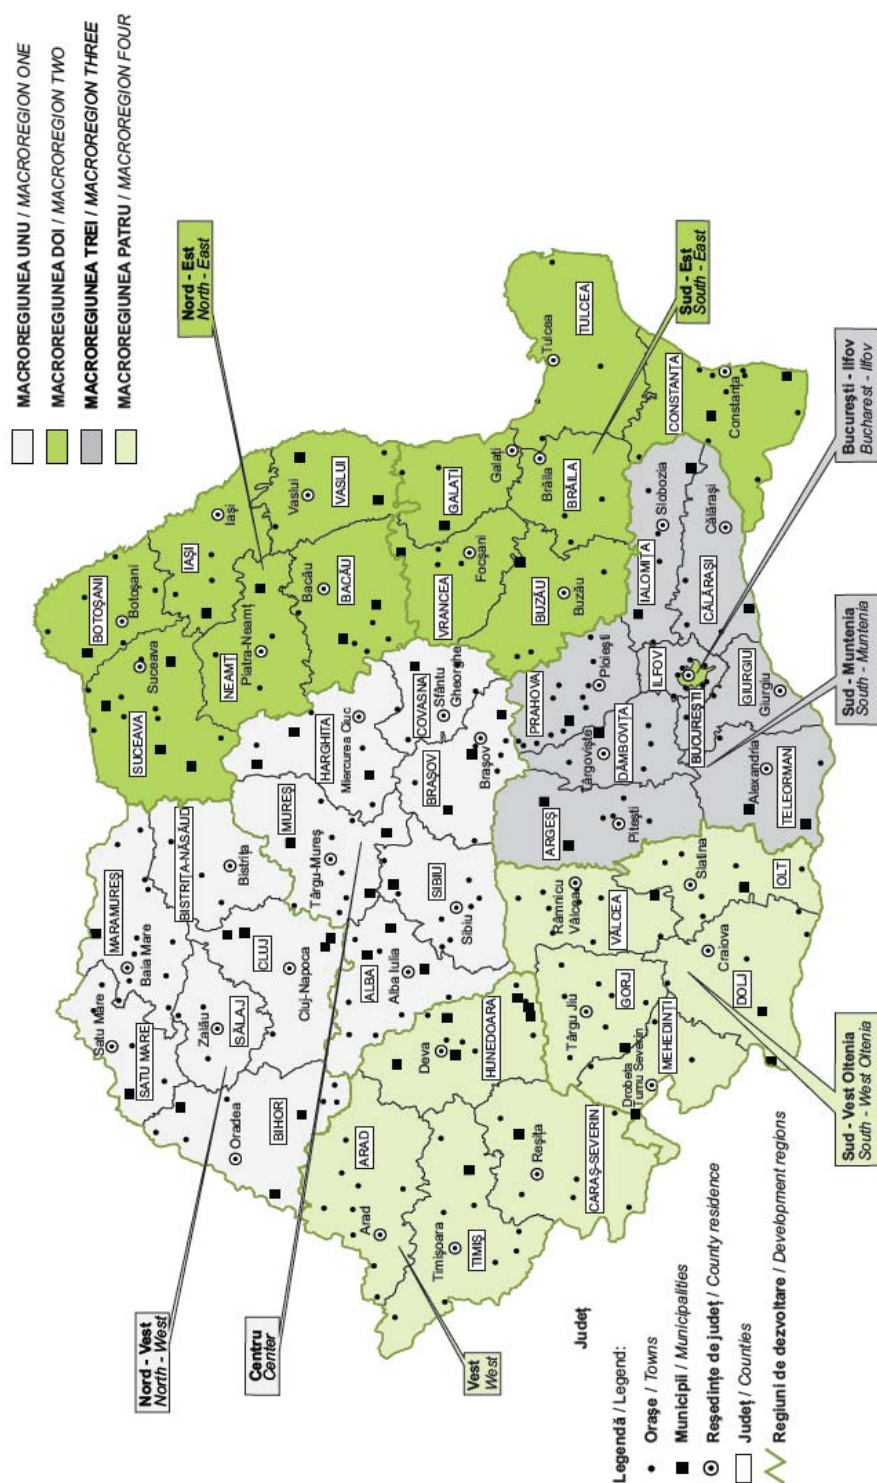 MACROREGIUNEA UNU / MACROREGION ONE
MACROREGIUNEA DOI / MACROREGION TWO
MACROREGIUNEA TREI / MACROREGION THREE
MACROREGIUNEA PATRU / MACROREGION FOUR
Nord - Vest
North - West
Centru
Center
Vest
West
Nord - Est
North - East
Sud - Est
South - East
București - Ilfov
Bucharest - Ilfov
Sud - Muntenia
South - Muntenia
Sud - Vest Oltenia
South - West Oltenia
SATU MARE
Satu Mare
MARAMUREȘ
Baia Mare
BIHOR
Oradea
SĂLAJ
Zalău
CLUJ
Cluj-Napoca
BISTRIȚA-NĂSĂUD
Bistrița
SUCEAVA
Suceava
BOTOȘANI
Botoșani
IAȘI
Iași
NEAMȚ
Piatra-Neamț
BACĂU
Bacău
VASLUI
Vaslui
MUREȘ
Târgu-Mureș
HARGHITA
Miercurea Ciuc
COVASNA
Sfântu
Gheorghe
BRAȘOV
Brașov
SIBIU
Sibiu
ALBA
Alba Iulia
ARAD
Arad
TIMIȘ
Timișoara
HUNEDOARA
Deva
CARAȘ-SEVERIN
Reșița
VRANCEA
Focșani
GALAȚI
Galați
BRĂILA
Brăila
BUZĂU
Buzău
TULCEA
Tulcea
CONSTANȚA
Constanța
PRAHOVA
Ploiești
DÂMBOVIȚA
Târgoviște
ARGEȘ
Pitești
IALOMIȚA
Slobozia
CĂLĂRAȘI
Călărași
ILFOV
BUCUREȘTI
GIURGIU
Giurgiu
TELEORMAN
Alexandria
VÂLCEA
Râmnicu
Vâlcea
GORJ
Târgu Jiu
MEHEDINȚI
Drobeta
Turnu Severin
DOLJ
Craiova
OLT
Slatina
Județ
Legendă / Legend:
Orașe / Towns
Municipii / Municipalities
Reședințe de județ / County residence
Județ / Counties
Regiuni de dezvoltare / Development regions